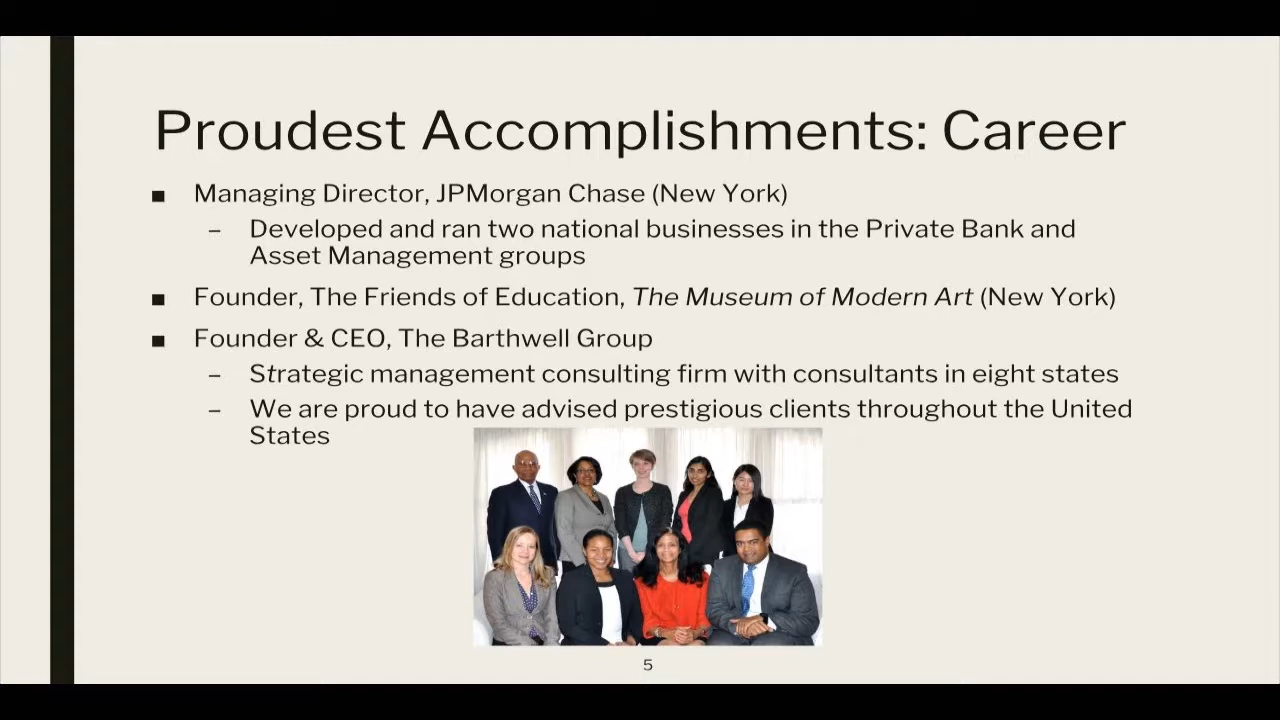 Proudest Accomplishments: Career
■ Managing Director, JPMorgan Chase (New York)
– Developed and ran two national businesses in the Private Bank and
Asset Management groups
■ Founder, The Friends of Education, The Museum of Modern Art (New York)
■ Founder & CEO, The Barthwell Group
– Strategic management consulting firm with consultants in eight states
– We are proud to have advised prestigious clients throughout the United
States
5